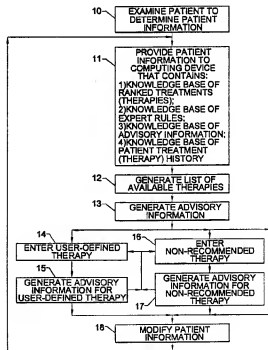 10
EXAMINE PATIENT TO
DETERMINE PATIENT
INFORMATION
11
PROVIDE PATIENT
INFORMATION TO
COMPUTING DEVICE
THAT CONTAINS:
1)KNOWLEDGE BASE OF
RANKED TREATMENTS
(THERAPIES);
2)KNOWLEDGE BASE OF
EXPERT RULES;
3)KNOWLEDGE BASE OF
ADVISORY INFORMATION;
4)KNOWLEDGE BASE OF
PATIENT TREATMENT
(THERAPY) HISTORY
12
GENERATE LIST OF
AVAILABLE THERAPIES
13
GENERATE ADVISORY
INFORMATION
14
ENTER USER-DEFINED
THERAPY
16
ENTER
NON-RECOMMENDED
THERAPY
15
GENERATE ADVISORY
INFORMATION FOR
USER-DEFINED THERAPY
GENERATE ADVISORY
INFORMATION FOR
NON-RECOMMENDED
THERAPY
17
18
MODIFY PATIENT
INFORMATION